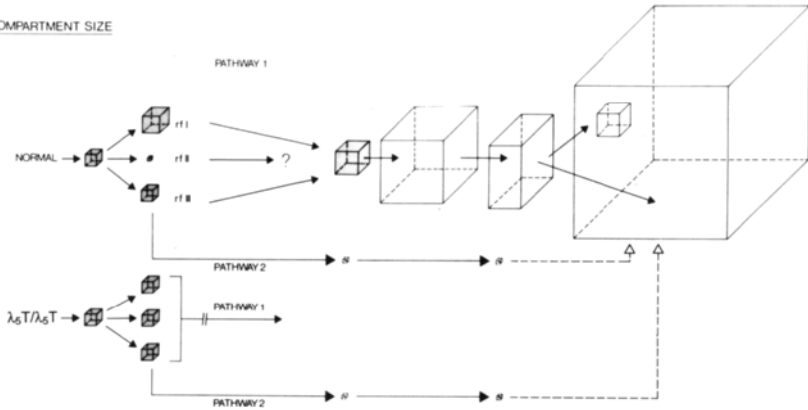 OMPARTMENT SIZE
PATHWAY 1
rf I
NORMAL
rf II
?
rf III
PATHWAY 2
λ₅T/λ₅T
PATHWAY 1
PATHWAY 2